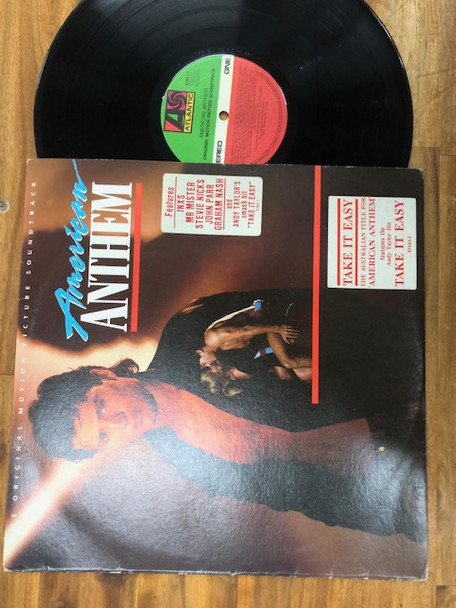 ATLANTIC
AMERICAN ANTHEM
ORIGINAL MOTION PICTURE SOUNDTRACK
STEREO
ONE
ORIGINAL MOTION PICTURE SOUNDTRACK
American
ANTHEM
Features
INXS
MR MISTER
STEVIE NICKS
JOHN PARR
GRAHAM NASH
and
ANDY TAYLOR'S
smash hit
"TAKE IT EASY"
TAKE IT EASY
THE AUSTRALIAN TITLE FOR
'AMERICAN ANTHEM'
features the
Andy Taylor Hit
TAKE IT EASY